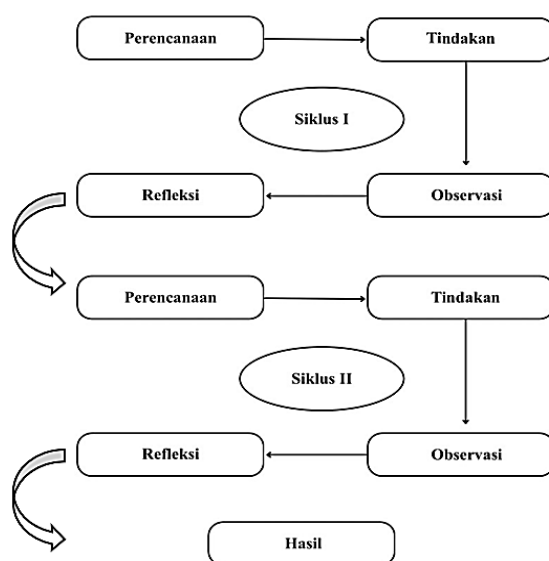 Perencanaan
Tindakan
Siklus I
Refleksi
Observasi
Perencanaan
Tindakan
Siklus II
Refleksi
Observasi
Hasil